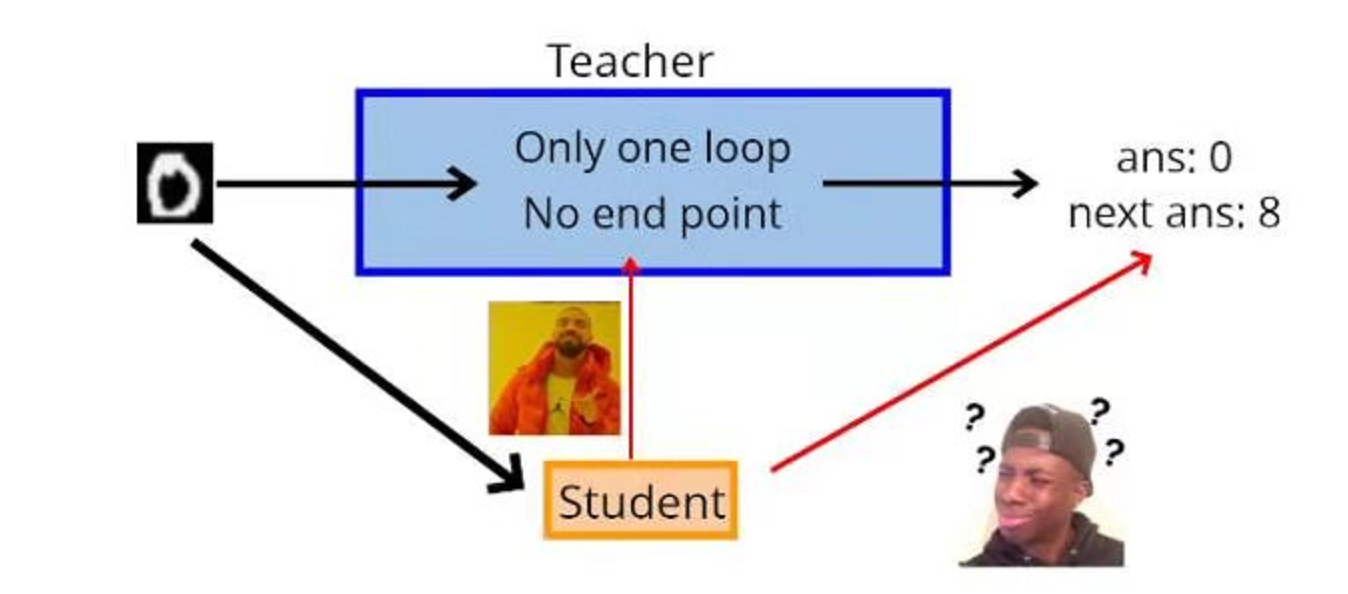 Teacher
Only one loop
No end point
ans: 0
next ans: 8
Student
? ?
? ?